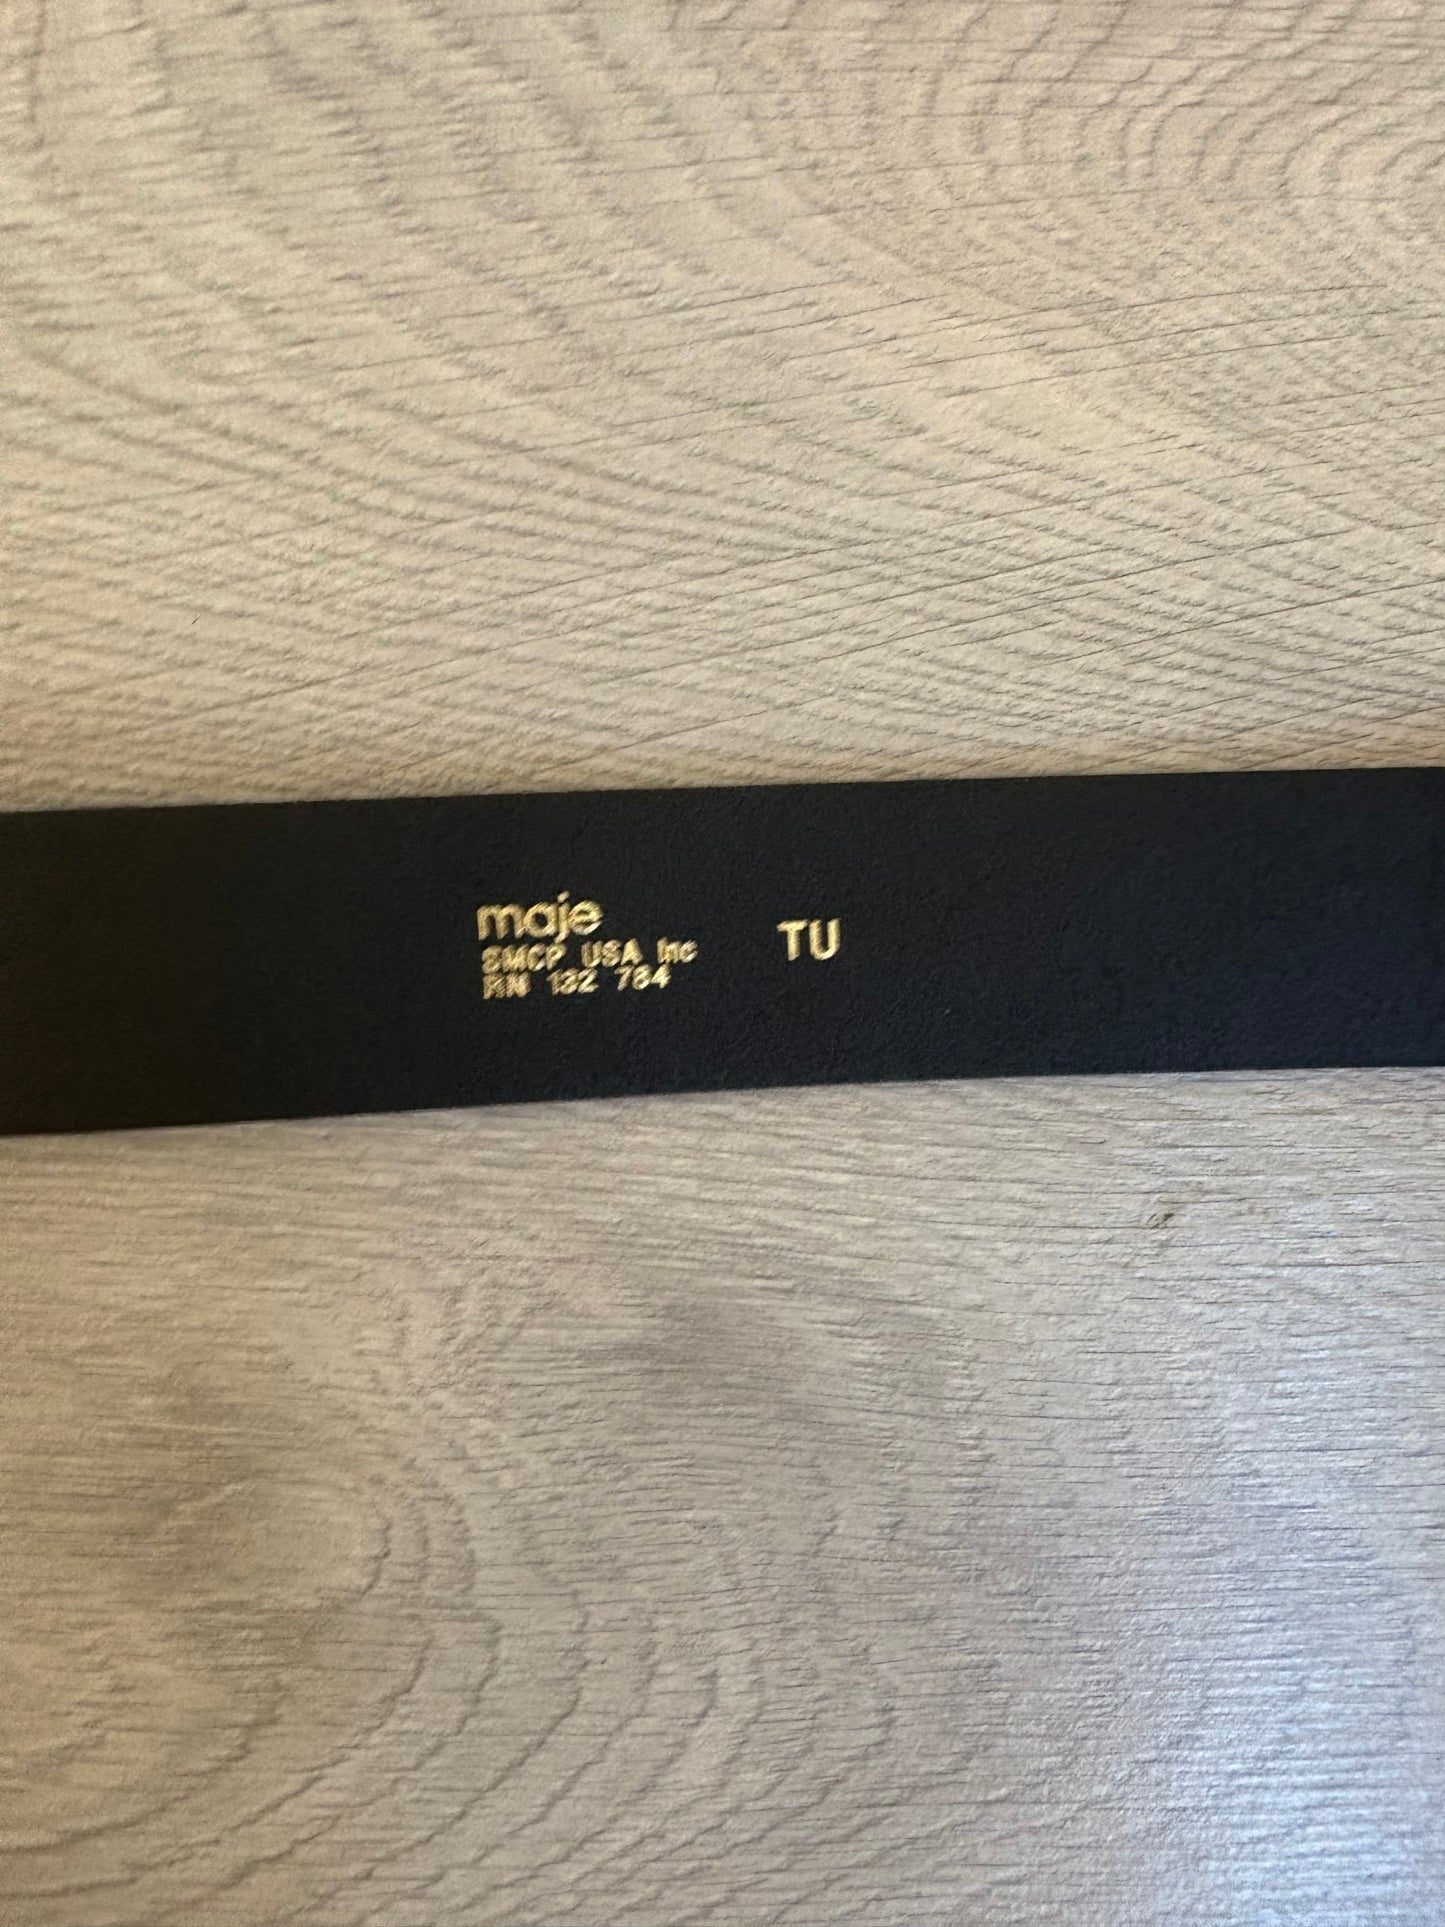 maje
SMCP USA Inc
RN 132 784
TU